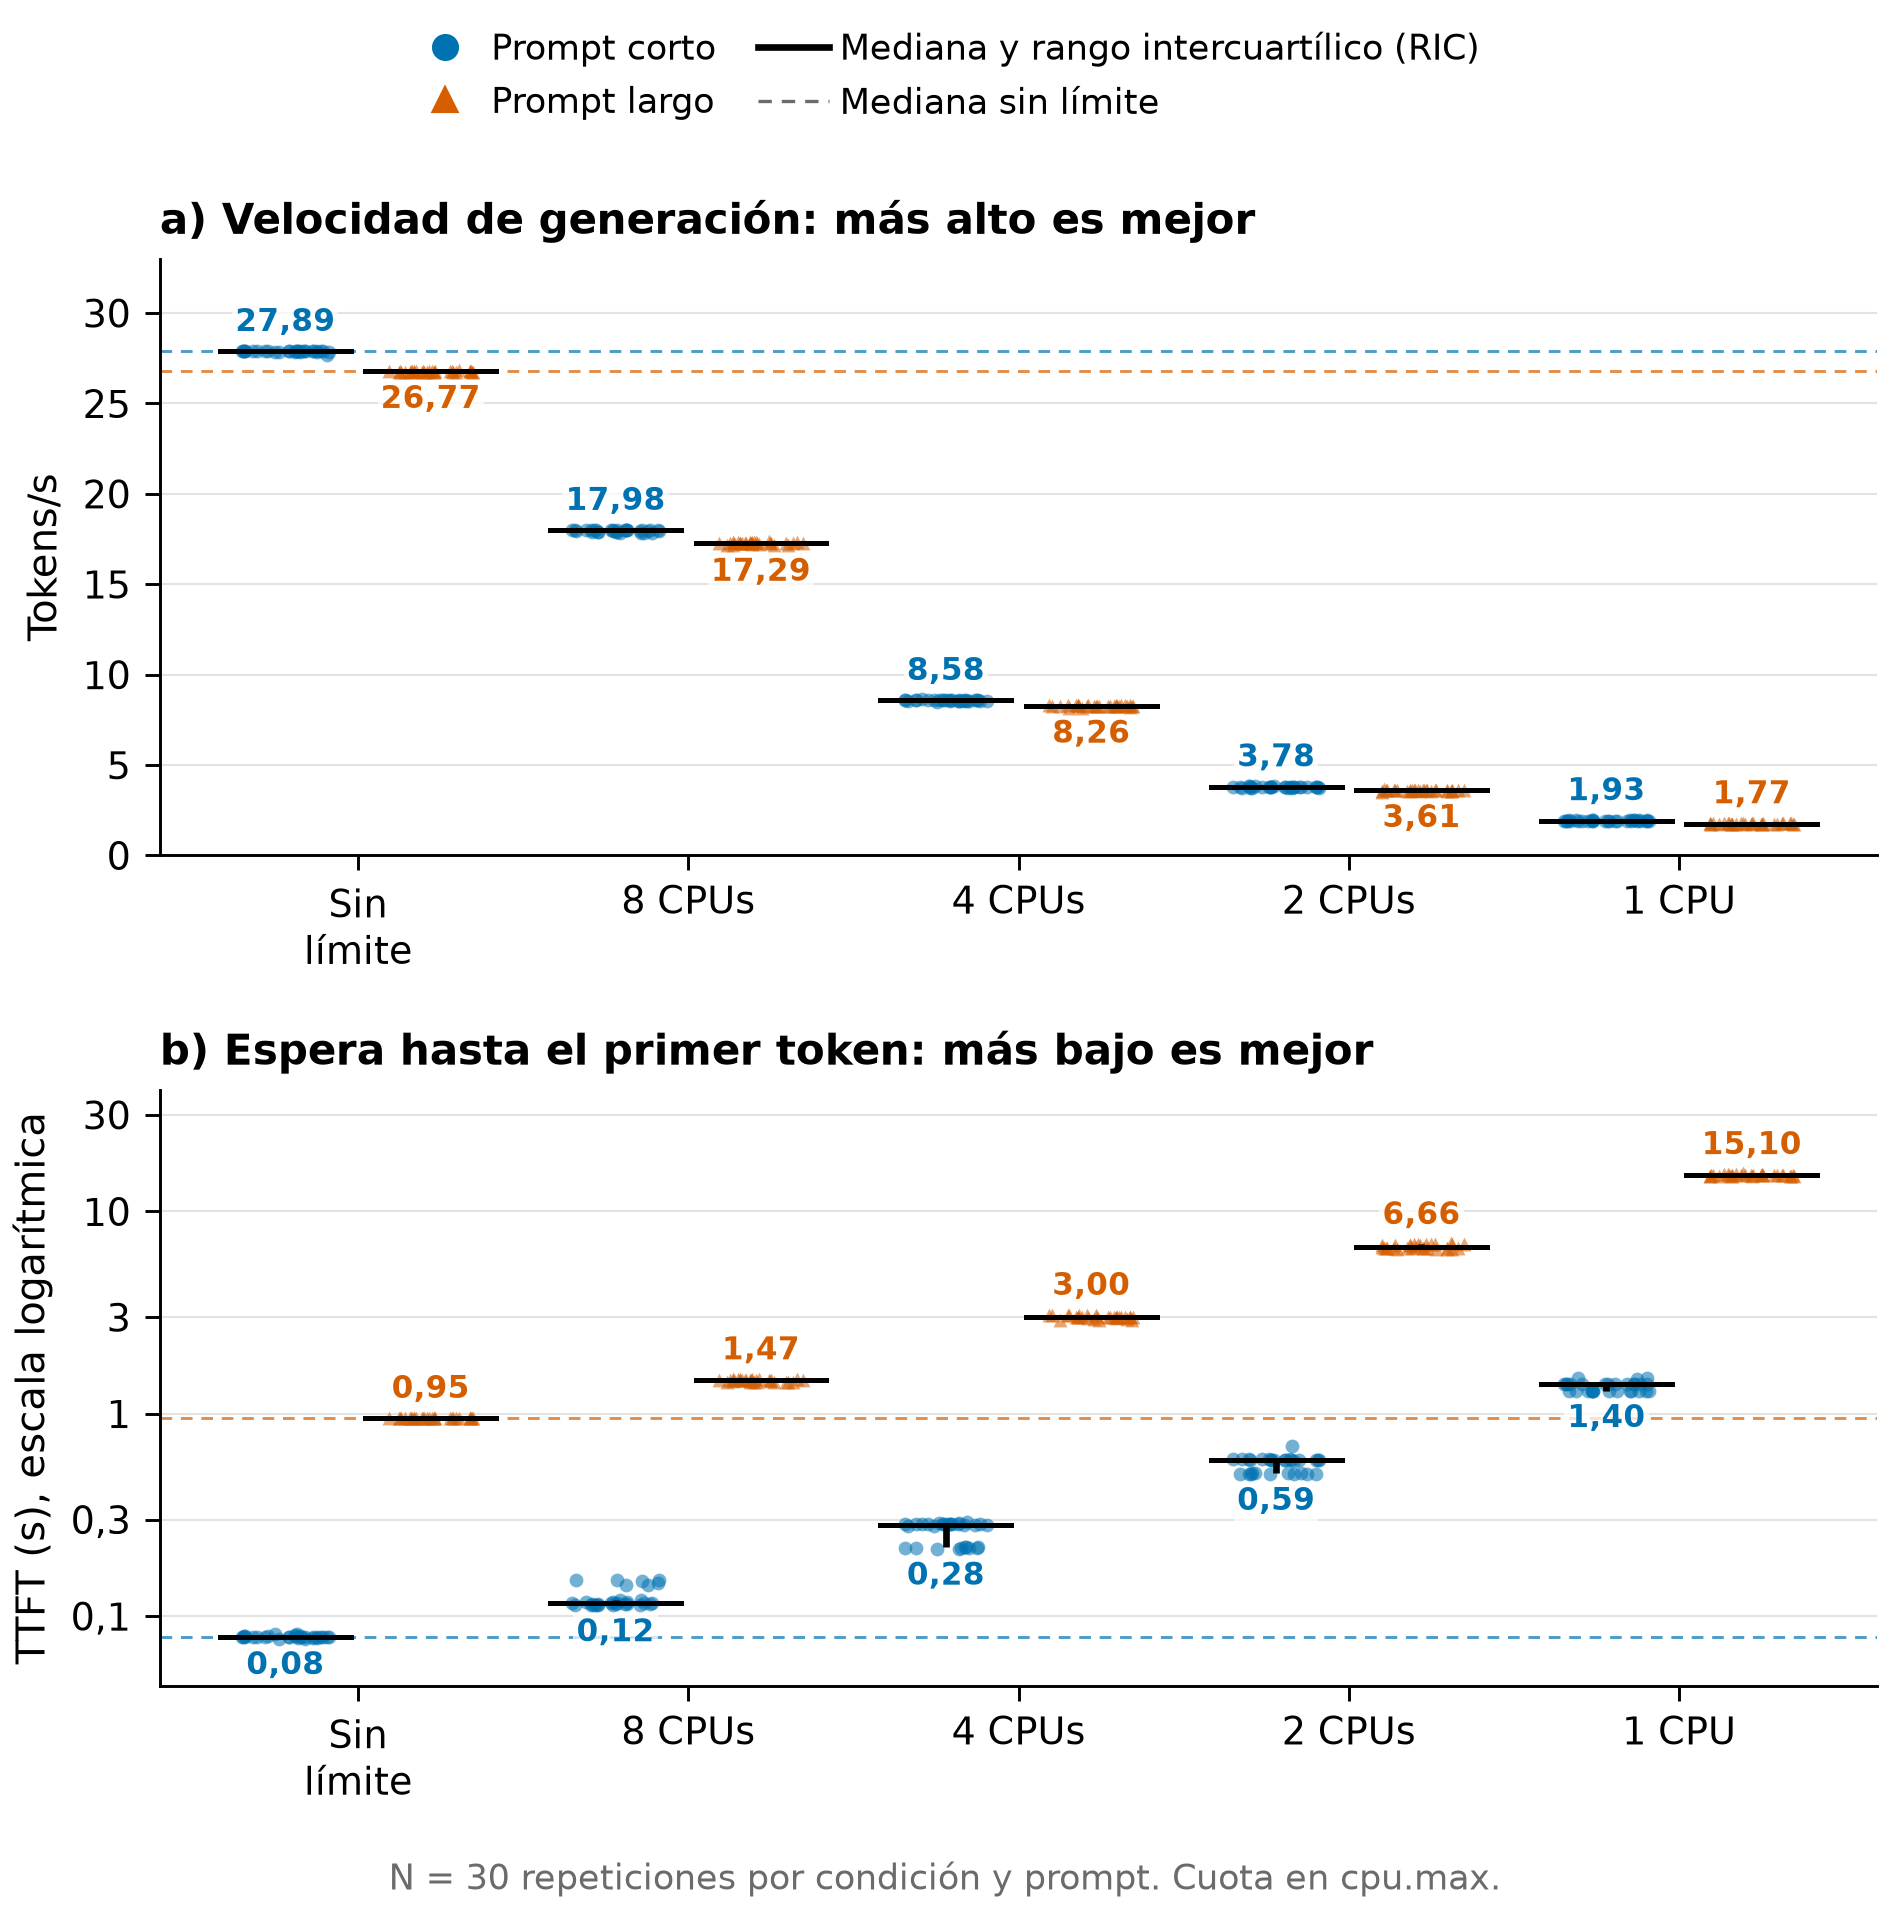 Prompt corto
Prompt largo
Mediana y rango intercuartílico (RIC)
Mediana sin límite
a) Velocidad de generación: más alto es mejor
Tokens/s
30
25
20
15
10
5
0
27,89
26,77
17,98
17,29
8,58
8,26
3,78
3,61
1,93
1,77
Sin
límite
8 CPUs
4 CPUs
2 CPUs
1 CPU
b) Espera hasta el primer token: más bajo es mejor
TTFT (s), escala logarítmica
30
10
3
1
0,3
0,1
0,08
0,95
0,12
1,47
0,28
3,00
0,59
6,66
1,40
15,10
Sin
límite
8 CPUs
4 CPUs
2 CPUs
1 CPU
N = 30 repeticiones por condición y prompt. Cuota en cpu.max.